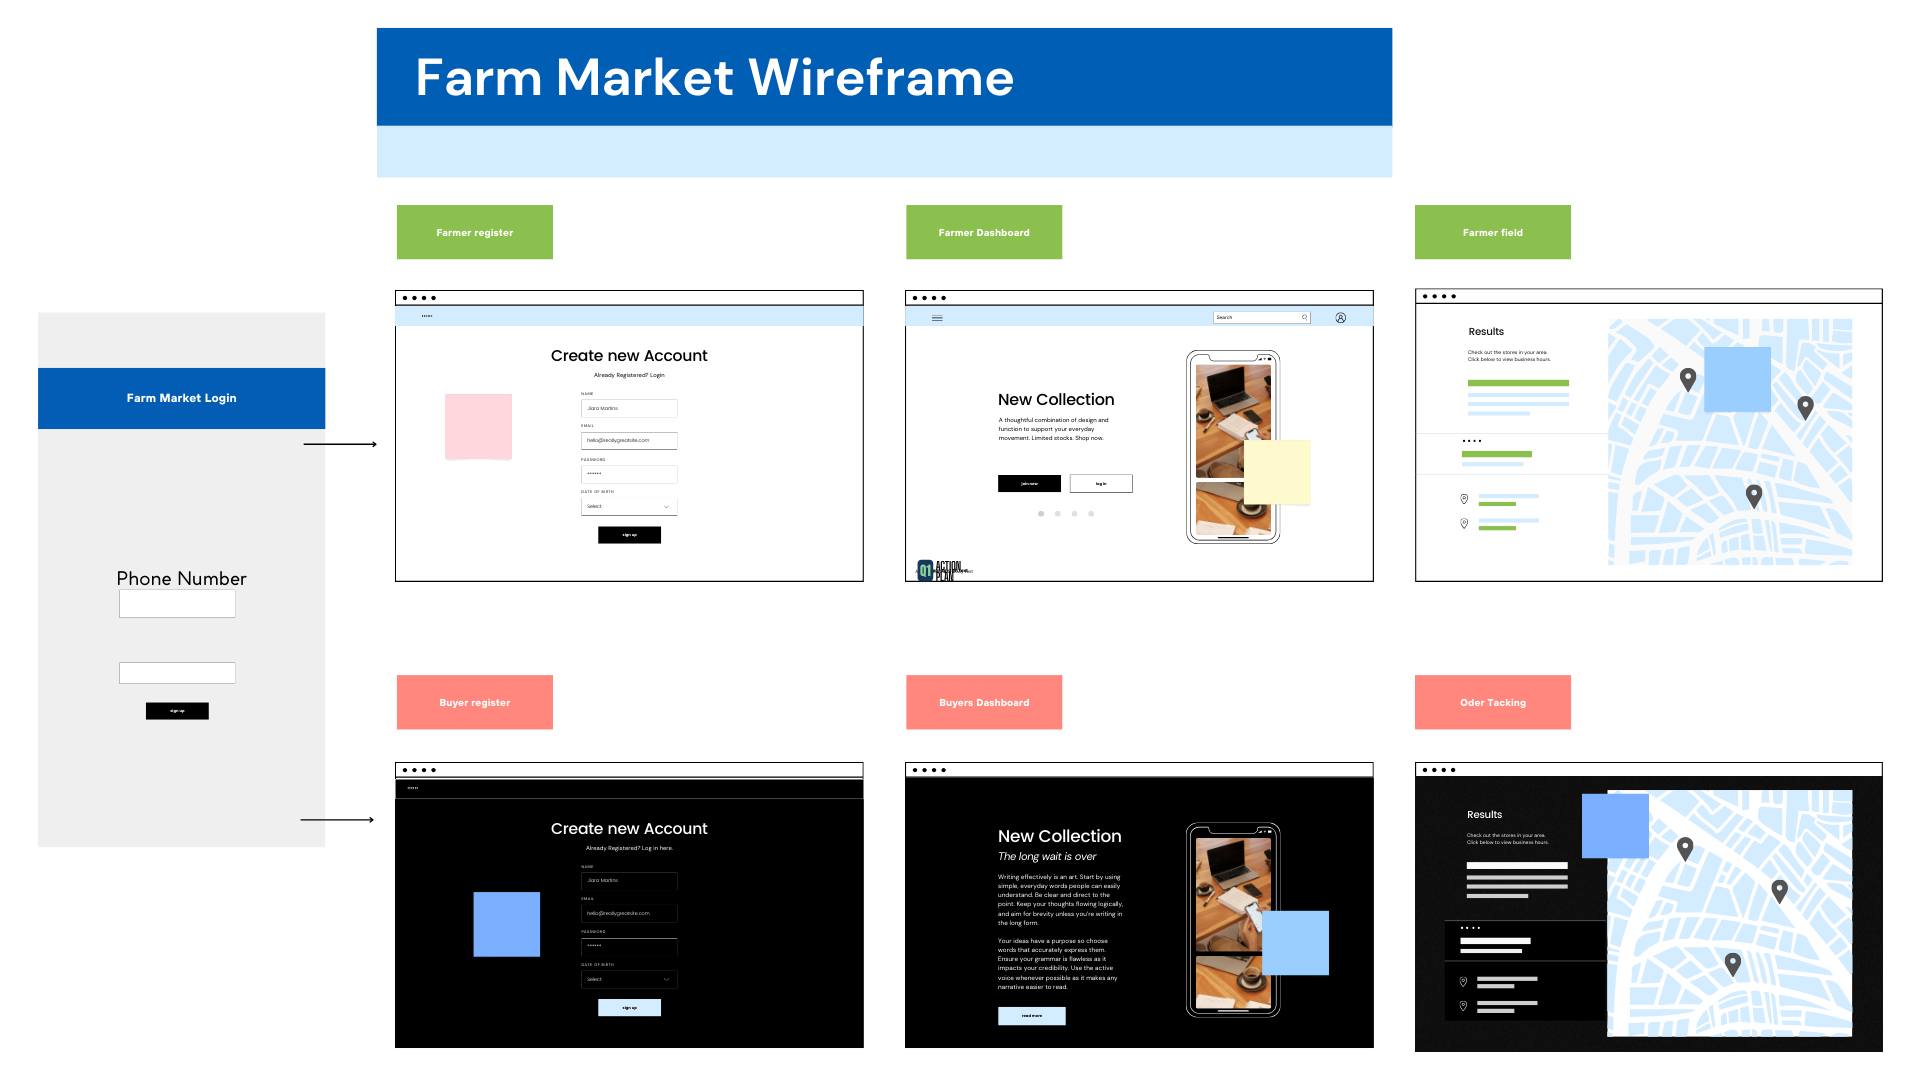 Farm Market Wireframe
Farmer register
Farmer Dashboard
Farmer field
Farm Market Login
Phone Number
sign up
Create new Account
Already Registered? Login
NAME
Jiara Martins
EMAIL
hello@reallygreatsite.com
PASSWORD
******
DATE OF BIRTH
Select
sign up
Search
New Collection
A thoughtful combination of design and
function to support your everyday
movement. Limited stocks. Shop now.
join now
log in
Q1
ACTION
PLAN
Results
Check out the stores in your area.
Click below to view business hours.
Buyer register
Buyers Dashboard
Oder Tacking
Create new Account
Already Registered? Log in here.
NAME
Jiara Martins
EMAIL
hello@reallygreatsite.com
PASSWORD
******
DATE OF BIRTH
Select
sign up
New Collection
The long wait is over
Writing effectively is an art. Start by using
simple, everyday words people can easily
understand. Be clear and direct to the
point. Keep your thoughts flowing logically,
and aim for brevity unless you're writing in
the long form.
Your ideas have a purpose so choose
words that accurately express them.
Ensure your grammar is flawless as it
impacts your credibility. Use the active
voice whenever possible as it makes any
narrative easier to read.
read more
Results
Check out the stores in your area.
Click below to view business hours.